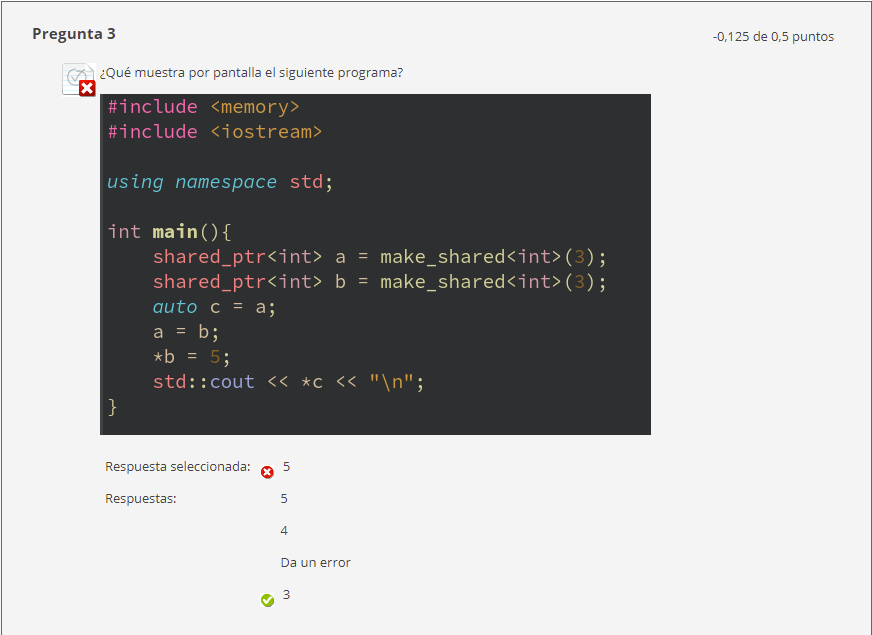 Pregunta 3
-0,125 de 0,5 puntos
¿Qué muestra por pantalla el siguiente programa?
#include <memory>
#include <iostream>
using namespace std;
int main(){
    shared_ptr<int> a = make_shared<int>(3);
    shared_ptr<int> b = make_shared<int>(3);
    auto c = a;
    a = b;
    *b = 5;
    std::cout << *c << "\n";
}
Respuesta seleccionada: 5
Respuestas: 5
4
Da un error
3